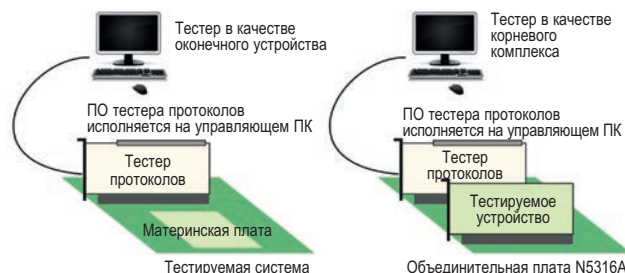 Тестер в качестве
оконечного устройства
ПО тестера протоколов
исполняется на управляющем ПК
Тестер
протоколов
Материнская плата
Тестируемая система
Тестер в качестве
корневого
комплекса
ПО тестера протоколов
исполняется на управляющем ПК
Тестер
протоколов
Тестируемое
устройство
Объединительная плата N5316A